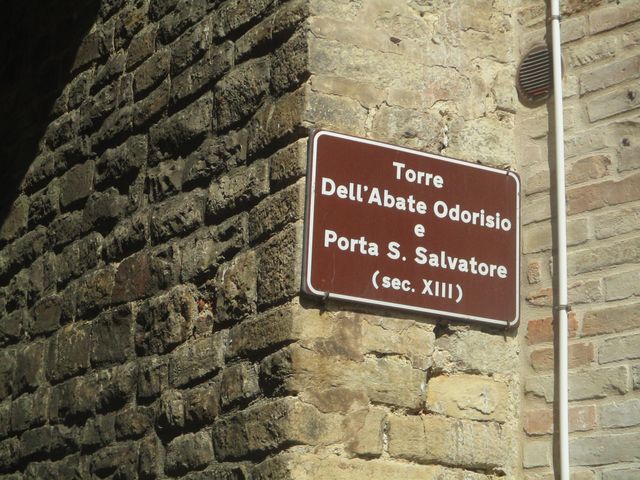 Torre
Dell'Abate Odorisio
e
Porta S. Salvatore
(sec. XIII)